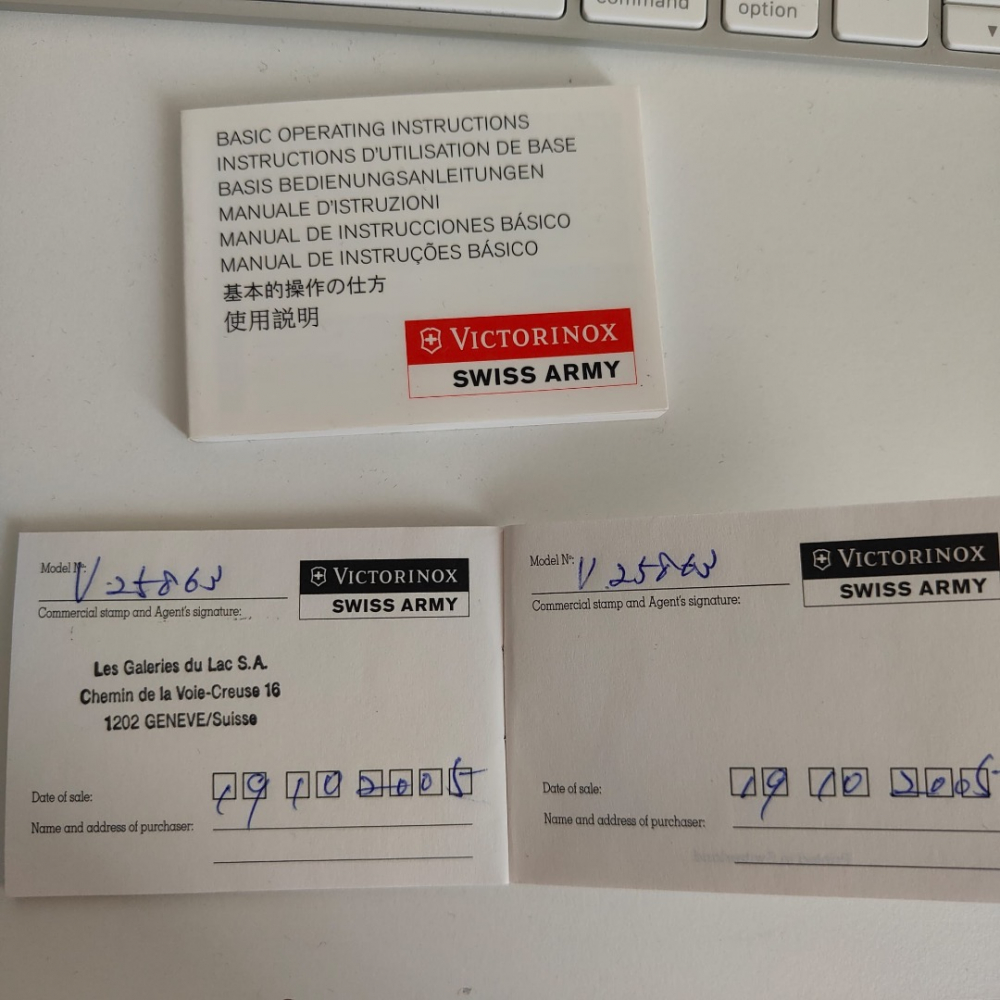 command
option
BASIC OPERATING INSTRUCTIONS
INSTRUCTIONS D'UTILISATION DE BASE
BASIS BEDIENUNGSANLEITUNGEN
MANUALE D'ISTRUZIONI
MANUAL DE INSTRUCCIONES BÁSICO
MANUAL DE INSTRUÇÕES BÁSICO
基本的操作の仕方
使用説明
VICTORINOX
SWISS ARMY
Model Nº: V.25863
VICTORINOX
SWISS ARMY
Commercial stamp and Agent's signature:
Les Galeries du Lac S.A.
Chemin de la Voie-Creuse 16
1202 GENEVE/Suisse
Date of sale: 19 10 2005
Name and address of purchaser:
Model Nº: V.25863
VICTORINOX
SWISS ARMY
Commercial stamp and Agent's signature:
Date of sale: 19 10 2005
Name and address of purchaser: